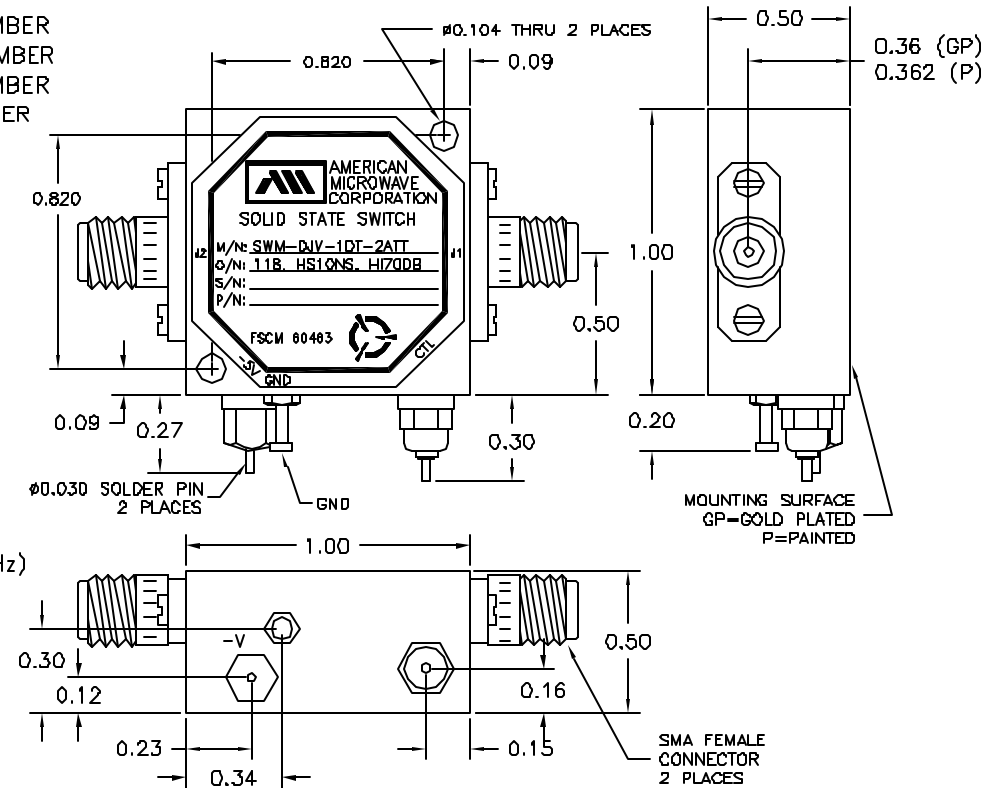 MBER
MBER
MBER
ER
Ø0.104 THRU 2 PLACES
0.50
0.820
0.09
0.36 (GP)
0.362 (P)
0.820
AMERICAN
MICROWAVE
CORPORATION
SOLID STATE SWITCH
J2
M/N: SWM-DJV-1DT-2ATT
J1
O/N: 118, HS10NS, HI70DB
S/N:
P/N:
FSCM 60483
-5V
GND
CTL
1.00
0.50
0.09
0.27
0.30
0.20
Ø0.030 SOLDER PIN
2 PLACES
GND
MOUNTING SURFACE
GP=GOLD PLATED
P=PAINTED
Hz)
1.00
-V
0.30
0.12
0.50
0.16
0.23
0.34
0.15
SMA FEMALE
CONNECTOR
2 PLACES